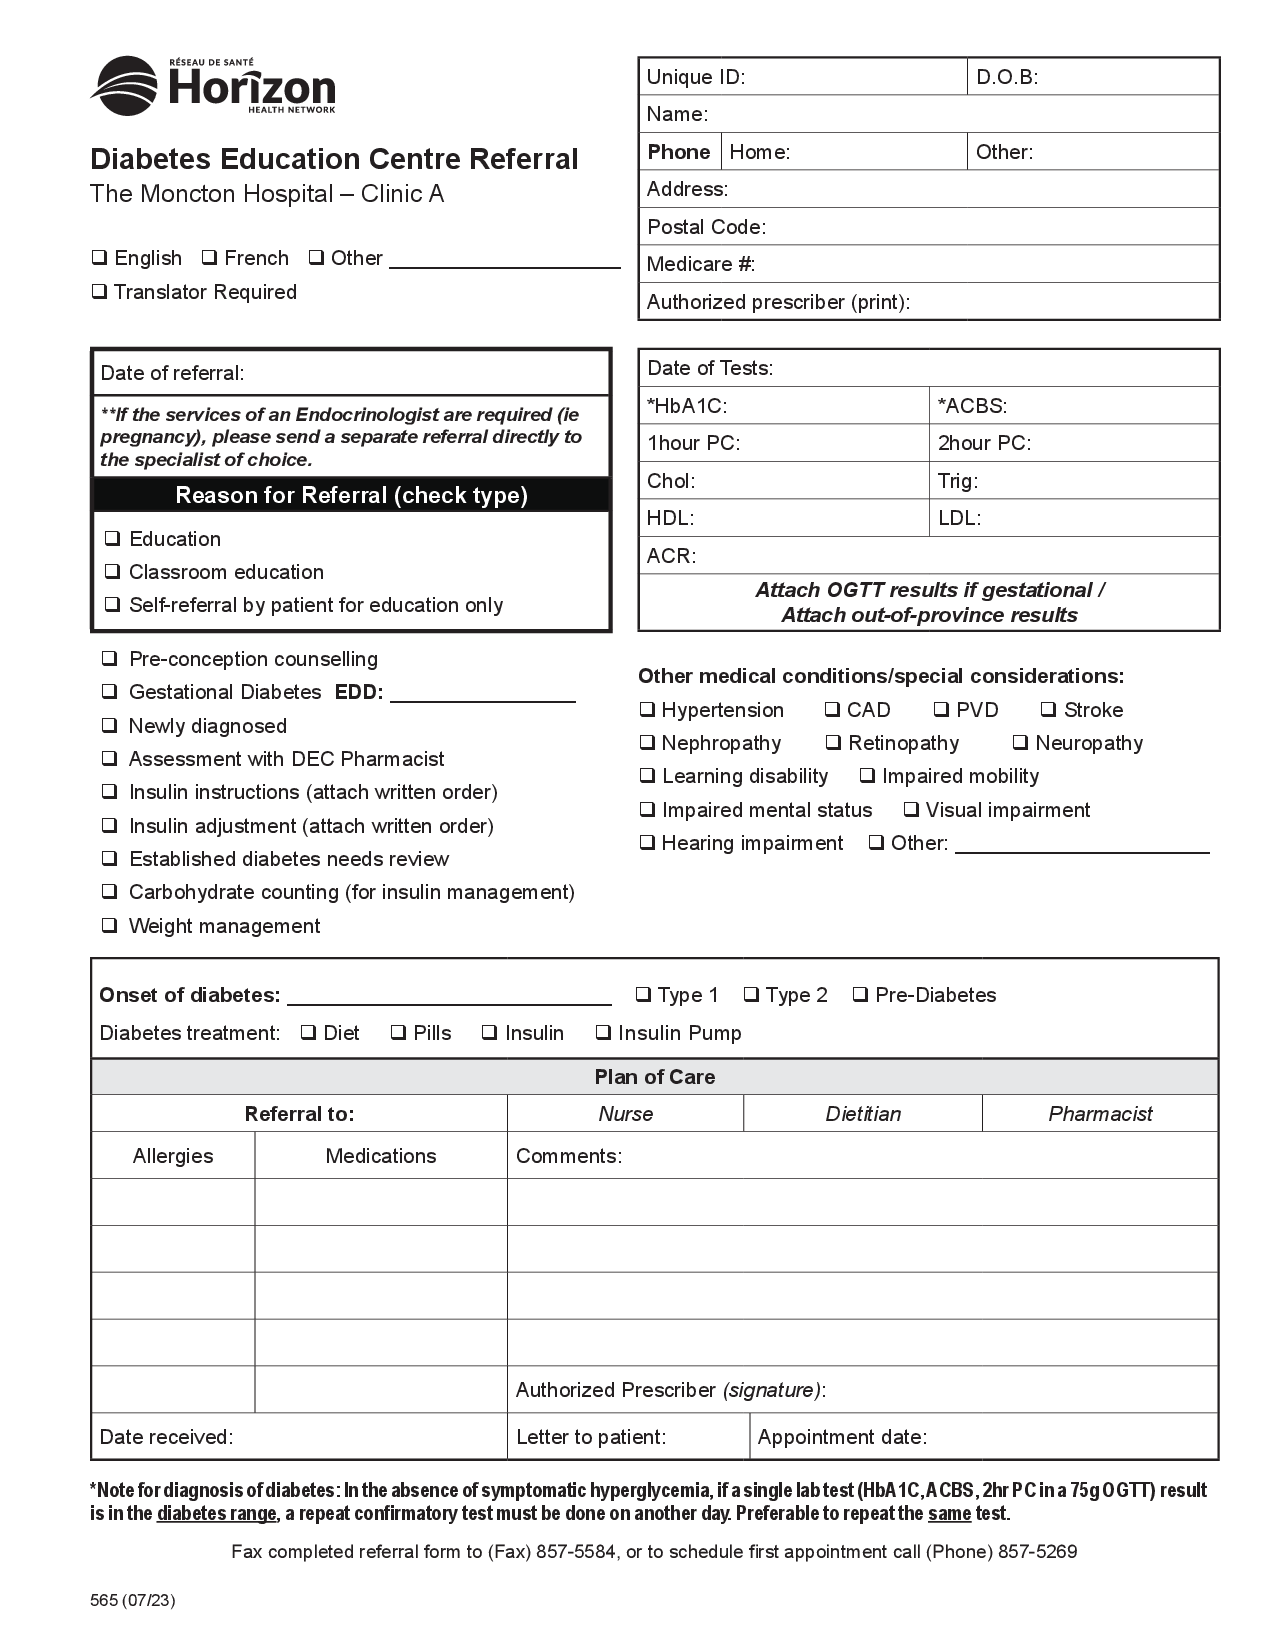 RÉSEAU DE SANTÉ
Horizon
HEALTH NETWORK
Diabetes Education Centre Referral
The Moncton Hospital – Clinic A
❑ English ❑ French ❑ Other ____________________
❑ Translator Required
Unique ID: D.O.B:
Name:
Phone Home: Other:
Address:
Postal Code:
Medicare #:
Authorized prescriber (print):
Date of referral:
**If the services of an Endocrinologist are required (ie
pregnancy), please send a separate referral directly to
the specialist of choice.
Reason for Referral (check type)
❑ Education
❑ Classroom education
❑ Self-referral by patient for education only
❑ Pre-conception counselling
❑ Gestational Diabetes EDD: ________________
❑ Newly diagnosed
❑ Assessment with DEC Pharmacist
❑ Insulin instructions (attach written order)
❑ Insulin adjustment (attach written order)
❑ Established diabetes needs review
❑ Carbohydrate counting (for insulin management)
❑ Weight management
Date of Tests:
*HbA1C: *ACBS:
1hour PC: 2hour PC:
Chol: Trig:
HDL: LDL:
ACR:
Attach OGTT results if gestational /
Attach out-of-province results
Other medical conditions/special considerations:
❑ Hypertension ❑ CAD ❑ PVD ❑ Stroke
❑ Nephropathy ❑ Retinopathy ❑ Neuropathy
❑ Learning disability ❑ Impaired mobility
❑ Impaired mental status ❑ Visual impairment
❑ Hearing impairment ❑ Other: ______________________
Onset of diabetes: ____________________________ ❑ Type 1 ❑ Type 2 ❑ Pre-Diabetes
Diabetes treatment: ❑ Diet ❑ Pills ❑ Insulin ❑ Insulin Pump
Plan of Care
Referral to: Nurse Dietitian Pharmacist
Allergies Medications Comments:
Authorized Prescriber (signature):
Date received: Letter to patient: Appointment date:
*Note for diagnosis of diabetes: In the absence of symptomatic hyperglycemia, if a single lab test (HbA1C, ACBS, 2hr PC in a 75g OGTT) result
is in the diabetes range, a repeat confirmatory test must be done on another day. Preferable to repeat the same test.
Fax completed referral form to (Fax) 857-5584, or to schedule first appointment call (Phone) 857-5269
565 (07/23)